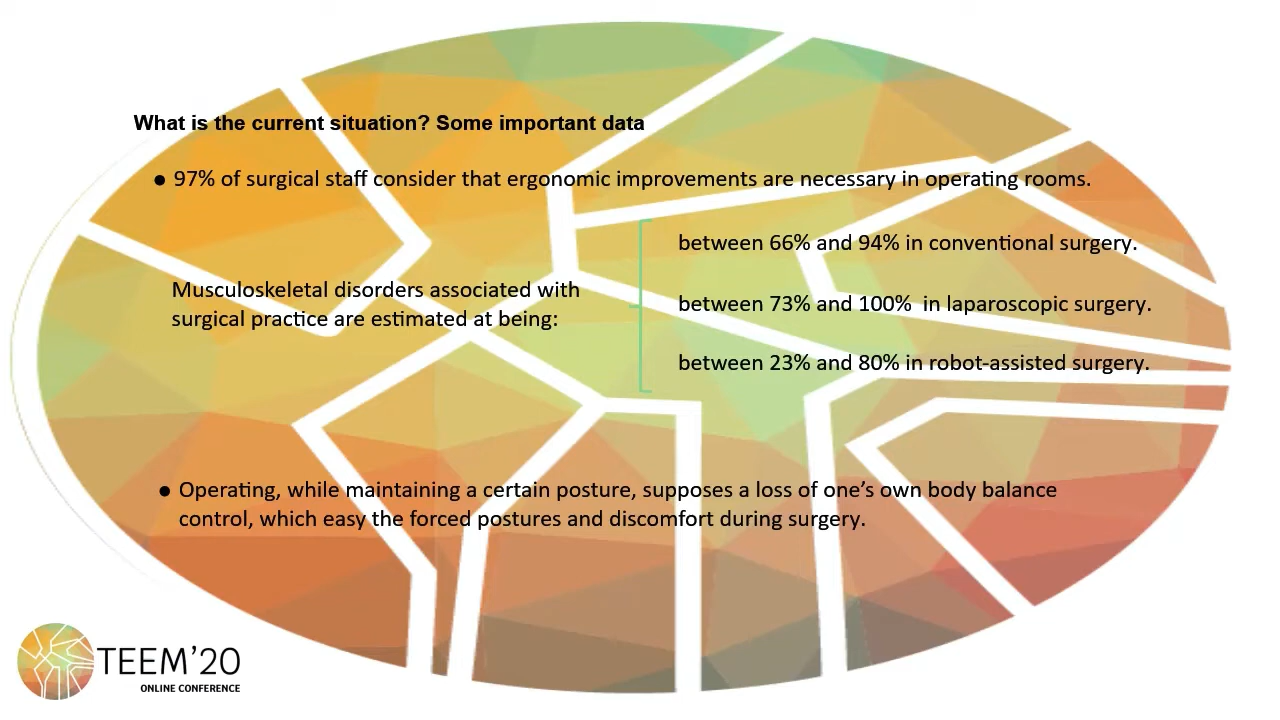 What is the current situation? Some important data
● 97% of surgical staff consider that ergonomic improvements are necessary in operating rooms.
Musculoskeletal disorders associated with
surgical practice are estimated at being:
between 66% and 94% in conventional surgery.
between 73% and 100% in laparoscopic surgery.
between 23% and 80% in robot-assisted surgery.
● Operating, while maintaining a certain posture, supposes a loss of one’s own body balance
control, which easy the forced postures and discomfort during surgery.
TEEM’20
ONLINE CONFERENCE